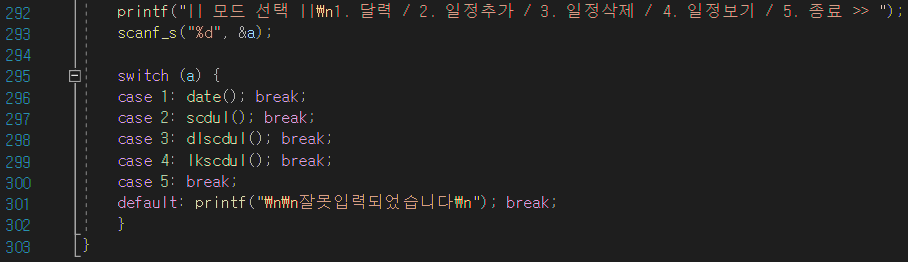 292 printf("|| 모드 선택 ||₩n1. 달력 / 2. 일정추가 / 3. 일정삭제 / 4. 일정보기 / 5. 종료 >> ");
293 scanf_s("%d", &a);
294
295 switch (a) {
296 case 1: date(); break;
297 case 2: scdul(); break;
298 case 3: dlscdul(); break;
299 case 4: lkscdul(); break;
300 case 5: break;
301 default: printf("₩n₩n잘못입력되었습니다₩n"); break;
302 }
303 }